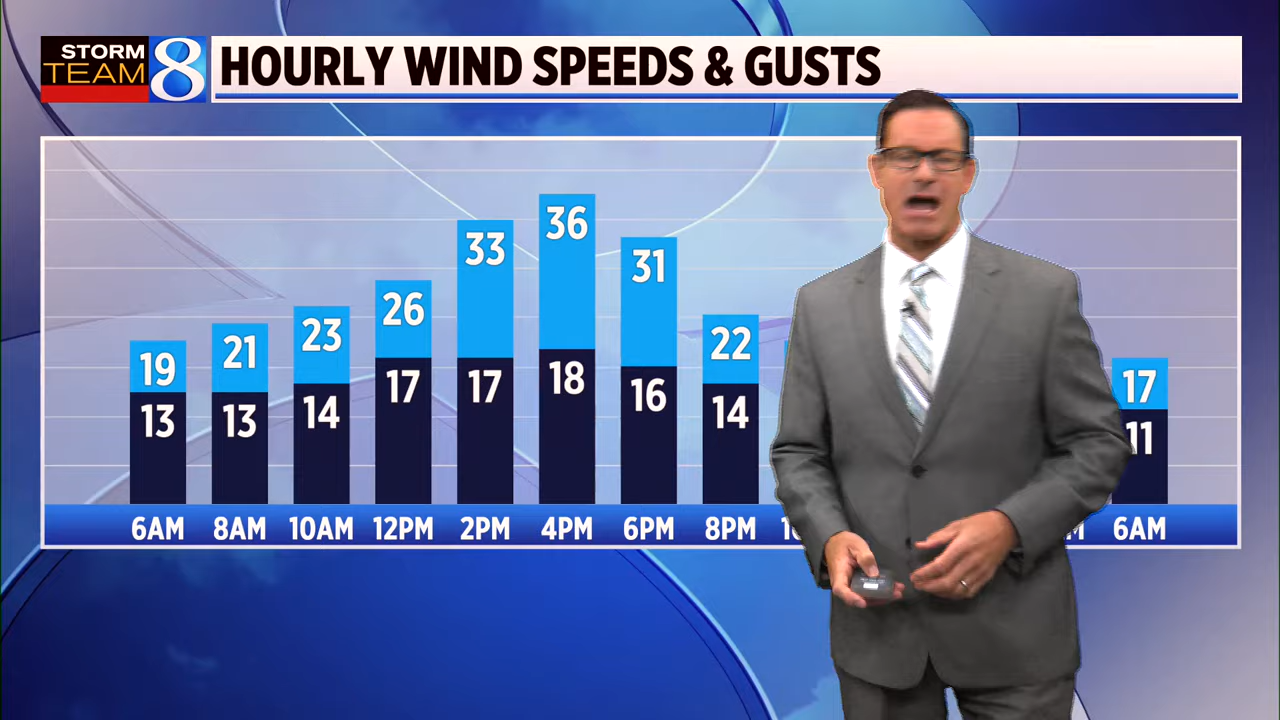 STORM
TEAM
8
HOURLY WIND SPEEDS & GUSTS
19 21 23 26 33 36 31 22 17
13 13 14 17 17 18 16 14 11
6AM 8AM 10AM 12PM 2PM 4PM 6PM 8PM 6AM